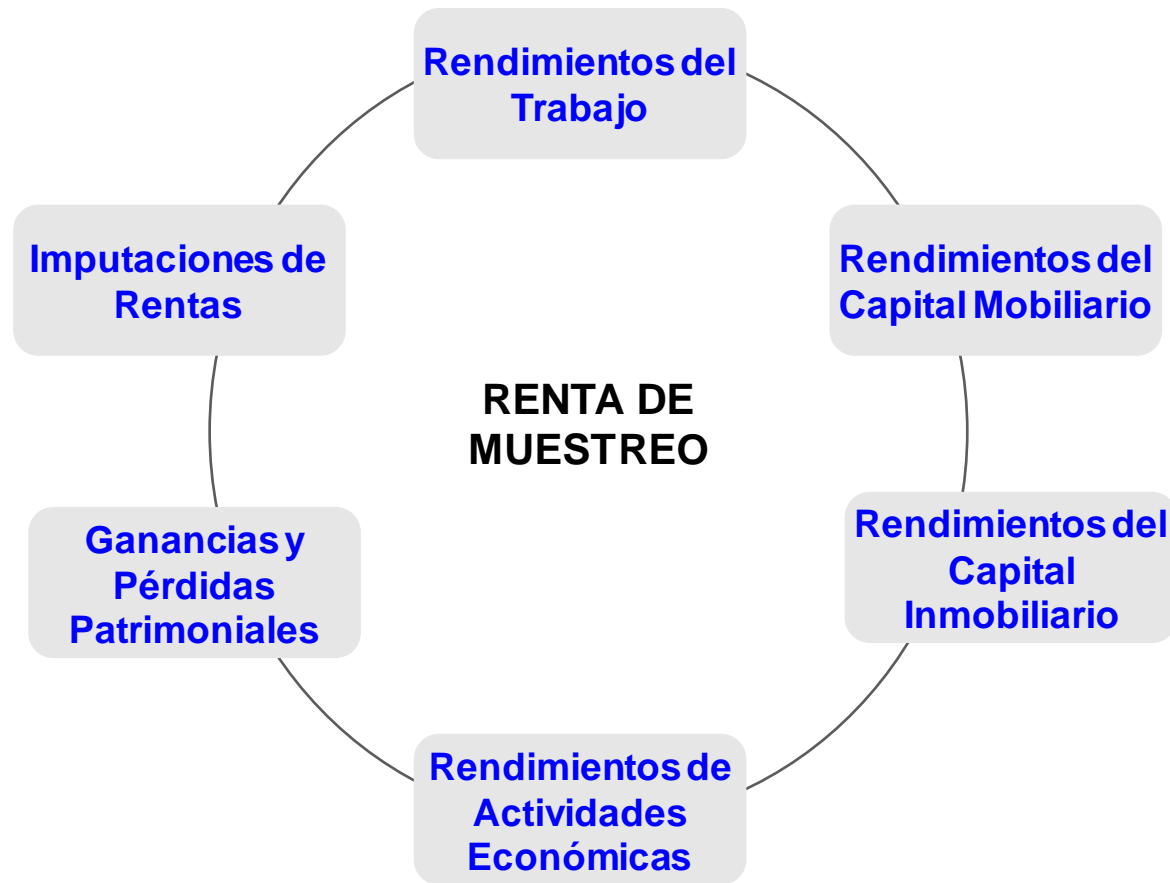 Rendimientos del
Trabajo
Imputaciones de
Rentas
Rendimientos del
Capital Mobiliario
RENTA DE
MUESTREO
Ganancias y
Pérdidas
Patrimoniales
Rendimientos del
Capital
Inmobiliario
Rendimientos de
Actividades
Económicas